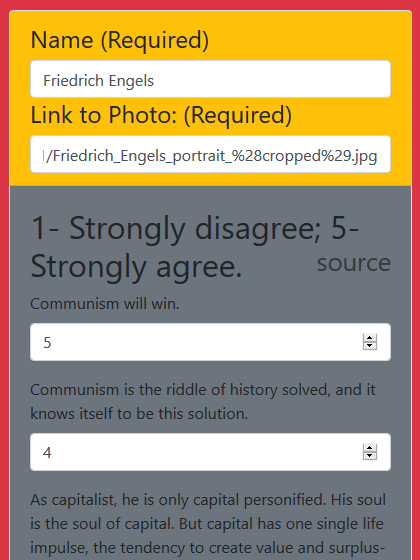 Name (Required)
Friedrich Engels
Link to Photo: (Required)
/Friedrich_Engels_portrait_%28cropped%29.jpg
1- Strongly disagree; 5-
Strongly agree.
source
Communism will win.
5
Communism is the riddle of history solved, and it
knows itself to be this solution.
4
As capitalist, he is only capital personified. His soul
is the soul of capital. But capital has one single life
impulse, the tendency to create value and surplus-